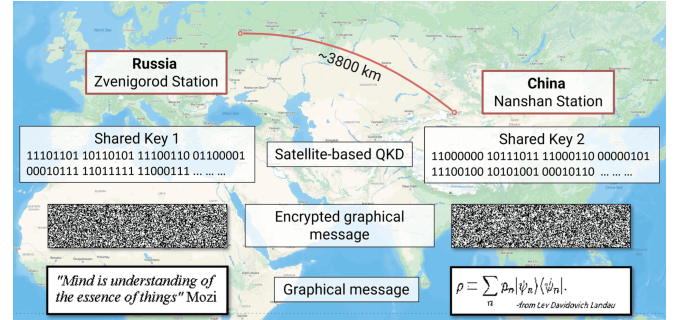 Russia
Zvenigorod Station
~3800 km
China
Nanshan Station
Shared Key 1
11101101 10110101 11100110 01100001
00010111 11011111 11000111 ... ... ...
Satellite-based QKD
Shared Key 2
11000000 10111011 11000110 00000101
11100100 10101001 00010110 ... ... ...
Encrypted graphical
message
"Mind is understanding of
the essence of things" Mozi
Graphical message
ρ = ∑ₙ pₙ|ψₙ⟩⟨ψₙ|.
-from Lev Davidovich Landau